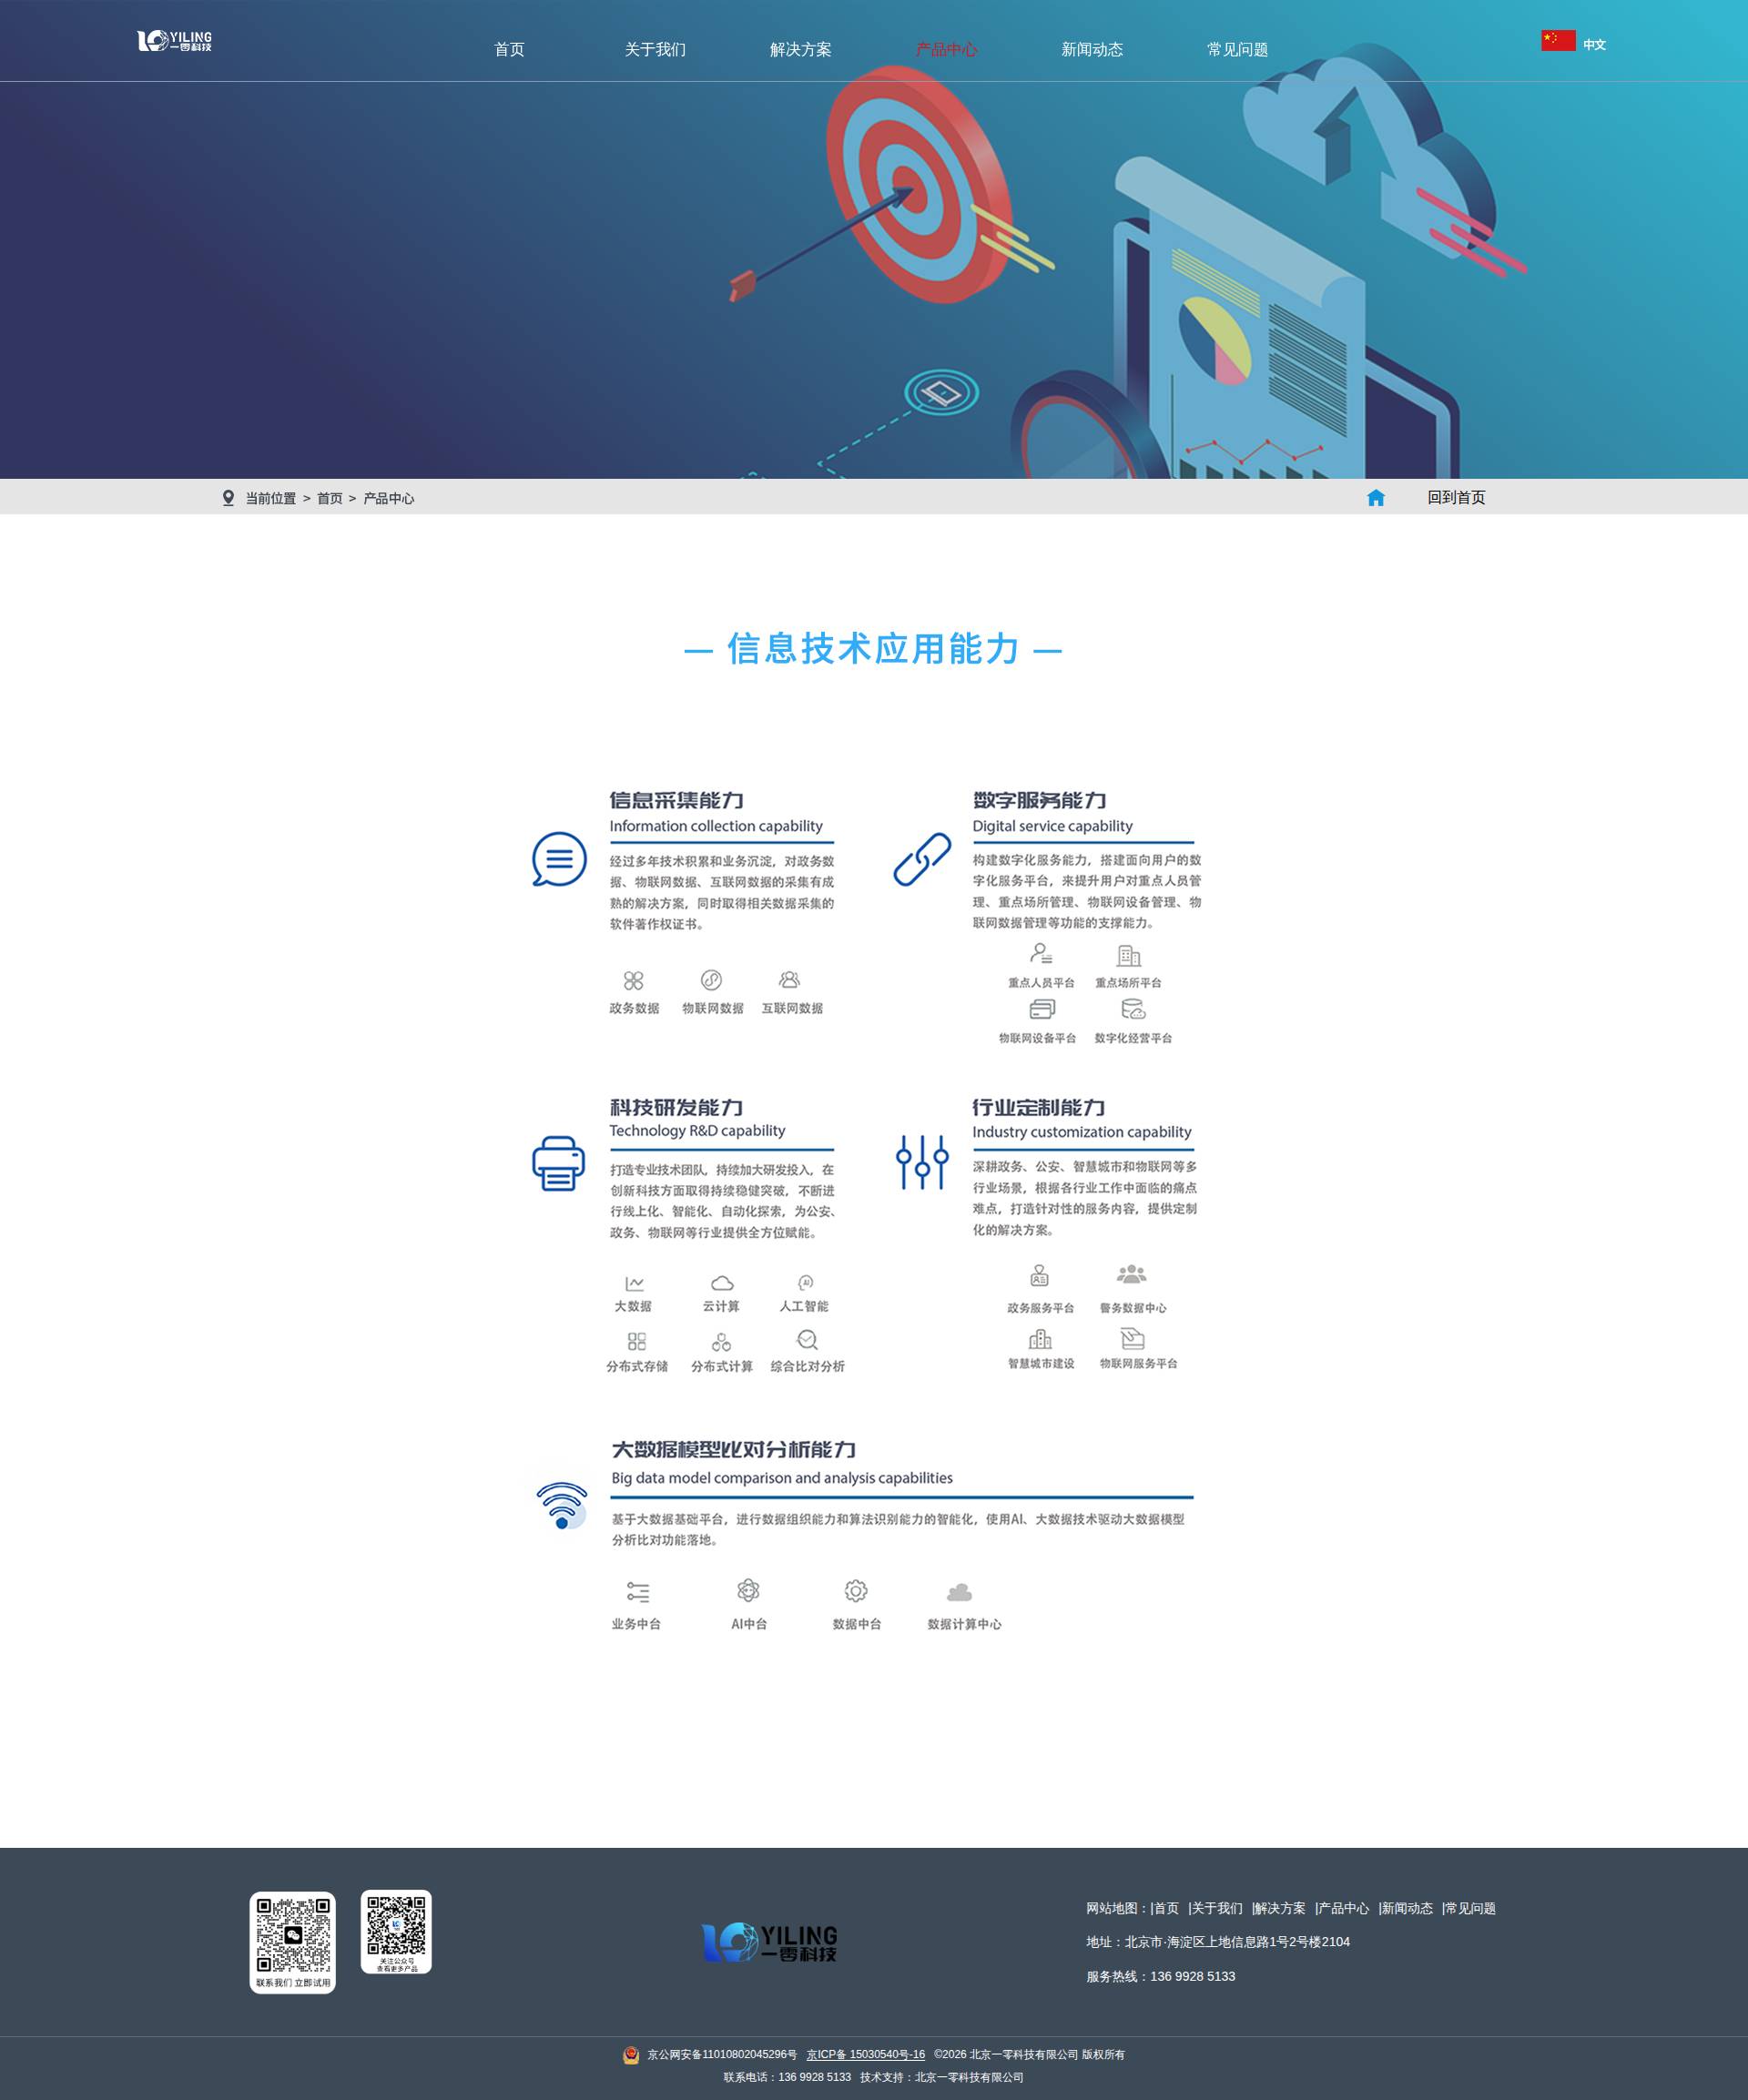 YILING
一零科技
首页 关于我们 解决方案 产品中心 新闻动态 常见问题
中文
当前位置 > 首页 > 产品中心
回到首页
— 信息技术应用能力 —
信息采集能力
Information collection capability
经过多年技术积累和业务沉淀，对政务数
据、物联网数据、互联网数据的采集有成
熟的解决方案，同时取得相关数据采集的
软件著作权证书。
政务数据 物联网数据 互联网数据
数字服务能力
Digital service capability
构建数字化服务能力，搭建面向用户的数
字化服务平台，来提升用户对重点人员管
理、重点场所管理、物联网设备管理、物
联网数据管理等功能的支撑能力。
重点人员平台 重点场所平台
物联网设备平台 数字化经营平台
科技研发能力
Technology R&D capability
打造专业技术团队，持续加大研发投入，在
创新科技方面取得持续稳健突破，不断进
行线上化、智能化、自动化探索，为公安、
政务、物联网等行业提供全方位赋能。
大数据 云计算 人工智能
分布式存储 分布式计算 综合比对分析
行业定制能力
Industry customization capability
深耕政务、公安、智慧城市和物联网等多
行业场景，根据各行业工作中面临的痛点
难点，打造针对性的服务内容，提供定制
化的解决方案。
政务服务平台 警务数据中心
智慧城市建设 物联网服务平台
大数据模型比对分析能力
Big data model comparison and analysis capabilities
基于大数据基础平台，进行数据组织能力和算法识别能力的智能化，使用AI、大数据技术驱动大数据模型
分析比对功能落地。
业务中台 AI中台 数据中台 数据计算中心
联系我们 立即试用
关注公众号
查看更多产品
YILING
一零科技
网站地图：|首页 |关于我们 |解决方案 |产品中心 |新闻动态 |常见问题
地址：北京市·海淀区上地信息路1号2号楼2104
服务热线：136 9928 5133
京公网安备11010802045296号 京ICP备 15030540号-16 ©2026 北京一零科技有限公司 版权所有
联系电话：136 9928 5133 技术支持：北京一零科技有限公司